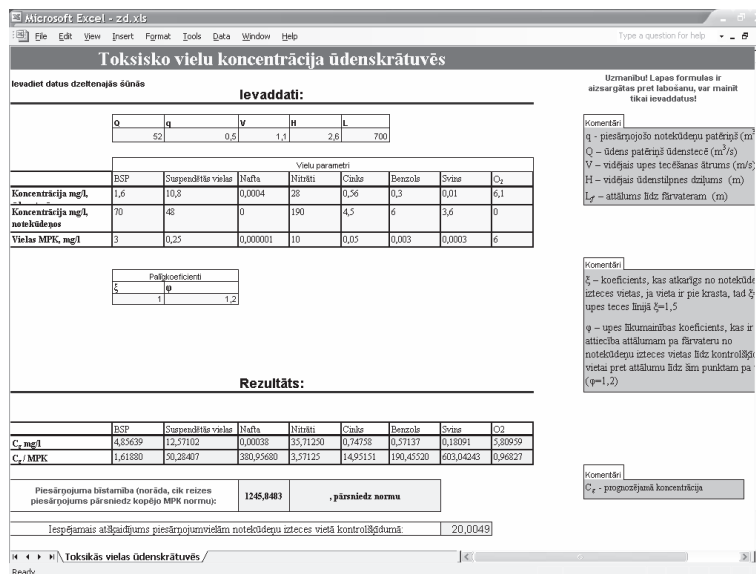 Microsoft Excel - zd.xls
File Edit View Insert Format Tools Data Window Help Type a question for help
Toksisko vielu koncentrācija ūdenskrātuvēs
Ievadiet datus dzeltenajās šūnās
Ievaddati:
Uzmanību! Lapas formulas ir
aizsargātas pret labošanu, var mainīt
tikai ievaddatus!
Q q V H L
52 0,5 1,1 2,6 700
Komentāri
q - piesārņojošo notekūdeņu patēriņš (m³
Q – ūdens patēriņš ūdenstecē (m³/s)
V – vidējais upes tecēšanas ātrums (m/s)
H – vidējais ūdenstilpnes dziļums (m)
L – attālums līdz fārvateram (m)
Vielu parametri
BSP Suspendētās vielas Nafta Nitrāti Cinks Benzols Svins O₂
Koncentrācija mg/l, 1,6 10,8 0,0004 28 0,56 0,3 0,01 6,1
Koncentrācija mg/l, notekūdeņos 70 48 0 190 4,5 6 3,6 0
Vielas MPK, mg/l 3 0,25 0,000001 10 0,05 0,003 0,0003 6
Palīgkoeficienti
ξ φ
1 1,2
Komentāri
ξ – koeficients, kas atkarīgs no notekūde
izteces vietas, ja vieta ir pie krasta, tad ξ
upes teces līnijā ξ=1,5
φ – upes līkumainības koeficients, kas ir
attiecība attālumam pa fārvateru no
notekūdeņu izteces vietas līdz kontrolšķ
vietai pret attālumu līdz šim punktam pa
(φ=1,2)
Rezultāts:
BSP Suspendētās vielas Nafta Nitrāti Cinks Benzols Svins O2
C mg/l 4,85639 12,57102 0,00038 35,71250 0,74758 0,57137 0,18091 5,80959
C / MPK 1,61880 50,28407 380,95680 3,57125 14,95151 190,45520 603,04243 0,96827
Komentāri
C - prognozējamā koncentrācija
Piesārņojuma bīstamība (norāda, cik reizes
piesārņojums pārsniedz kopējo MPK normu): 1245,8483 , pārsniedz normu
Iespējamais atšķaidījums piesārņojumvielām notekūdeņu izteces vietā kontrolšķēdumā: 20,0049
Toksikās vielas ūdenskrātuvēs
Ready